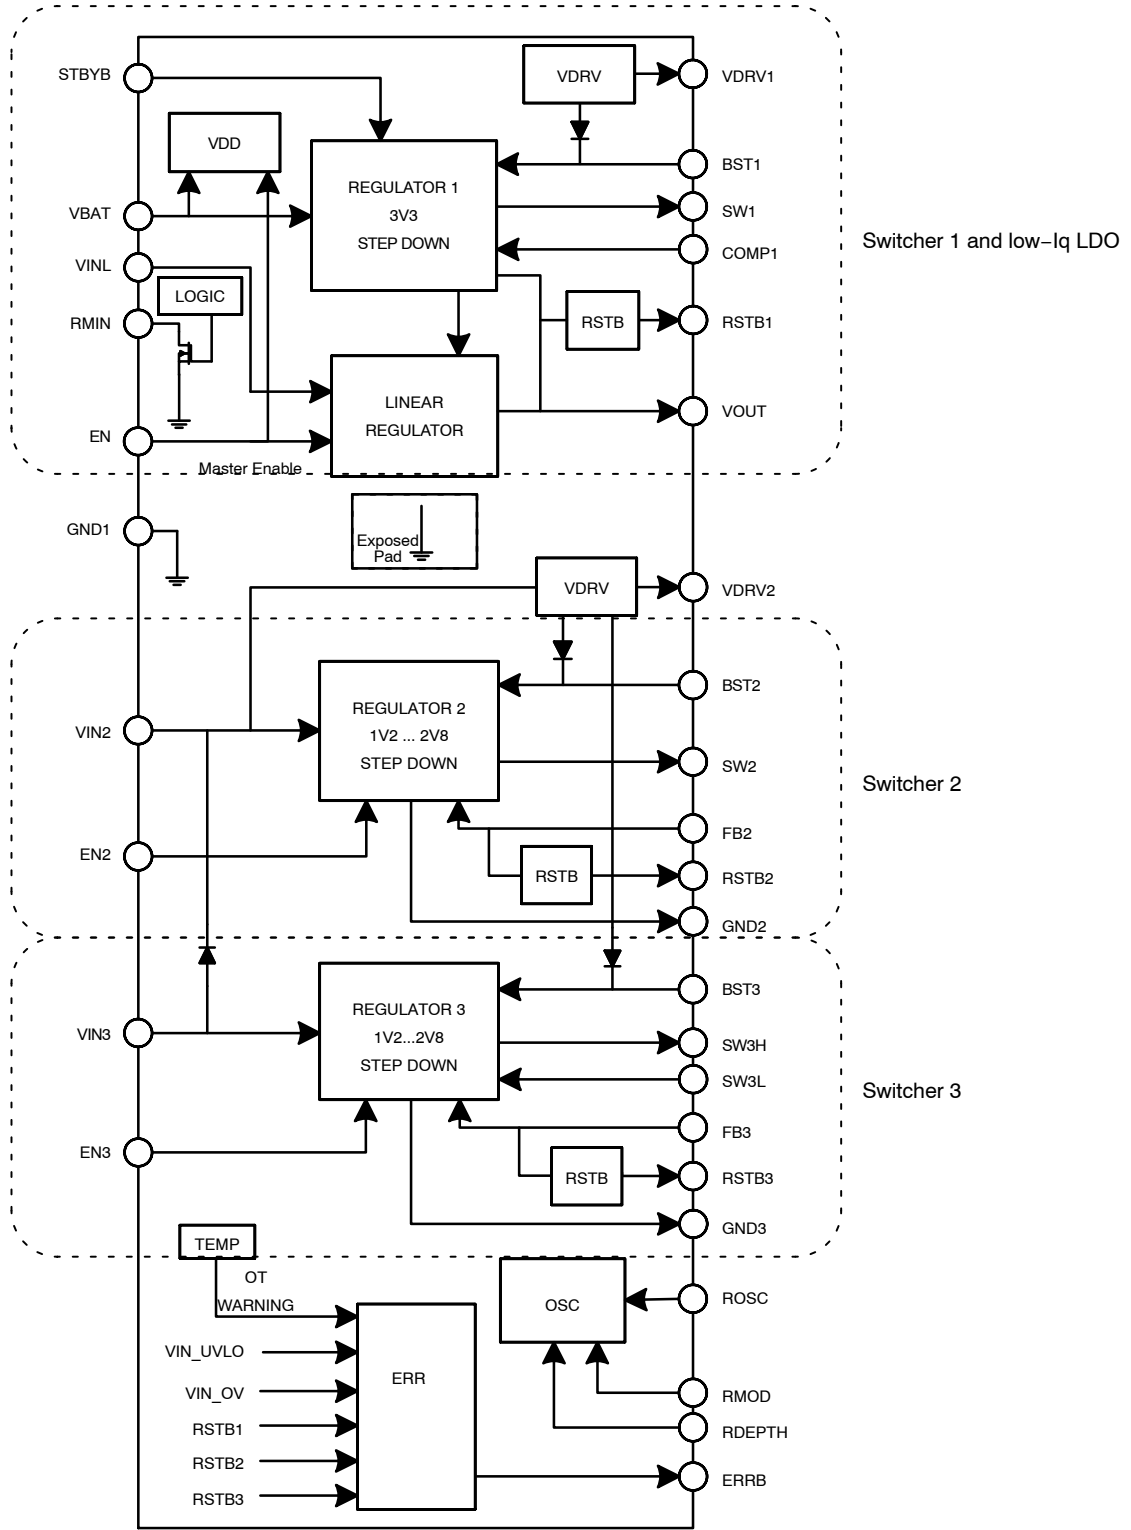 STBYB
VDRV
VDRV1
VDD
BST1
REGULATOR 1
3V3
STEP DOWN
VBAT
SW1
Switcher 1 and low−Iq LDO
COMP1
VINL
LOGIC
RMIN
RSTB
RSTB1
LINEAR
REGULATOR
VOUT
EN
Master Enable
GND1
Exposed
Pad
VDRV
VDRV2
BST2
REGULATOR 2
1V2 ... 2V8
STEP DOWN
VIN2
SW2
Switcher 2
FB2
EN2
RSTB
RSTB2
GND2
BST3
REGULATOR 3
1V2...2V8
STEP DOWN
VIN3
SW3H
SW3L
Switcher 3
FB3
EN3
RSTB
RSTB3
GND3
TEMP
OT
WARNING
OSC
ROSC
VIN_UVLO
ERR
VIN_OV
RMOD
RSTB1
RDEPTH
RSTB2
ERRB
RSTB3